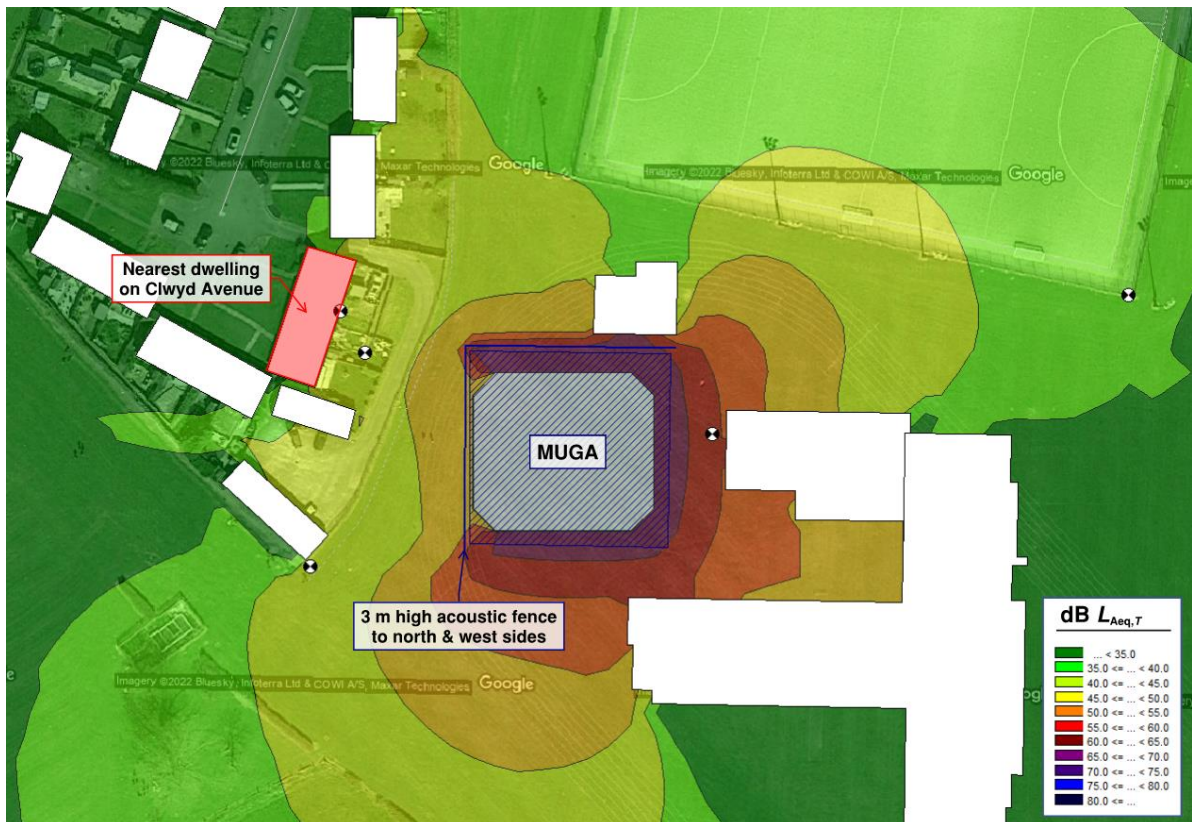 ©2022 Bluesky, Infoterra Ltd & C
Maxar Technologies
Google
Imagery ©2022 Bluesky, Infoterra Ltd & COWI A/S, Maxar Technologies
Google
Nearest dwelling
on Clwyd Avenue
MUGA
3 m high acoustic fence
to north & west sides
Imagery ©2022 Bluesky, Infoterra Ltd & COWI A/S, Maxar Technologies
Google
dB LAeq,T
... < 35.0
35.0 <= ... < 40.0
40.0 <= ... < 45.0
45.0 <= ... < 50.0
50.0 <= ... < 55.0
55.0 <= ... < 60.0
60.0 <= ... < 65.0
65.0 <= ... < 70.0
70.0 <= ... < 75.0
75.0 <= ... < 80.0
80.0 <= ...